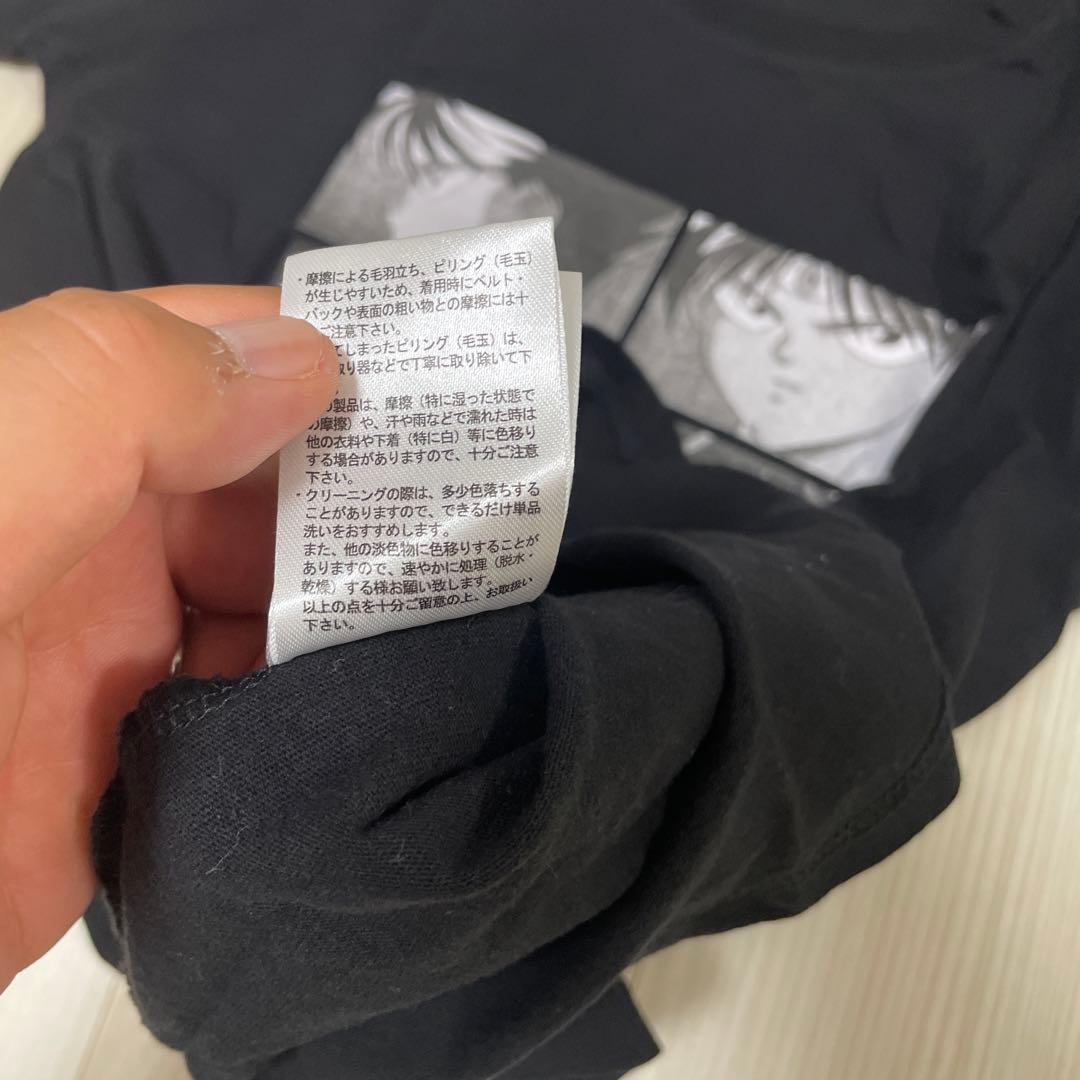 ・摩擦による毛羽立ち、ピリング（毛玉）
が生じやすいため、着用時にベルト・
バックや表面の粗い物との摩擦には十
ご注意下さい。
てしまったピリング（毛玉）は、
取り器などで丁寧に取り除いて下
製品は、摩擦（特に湿った状態で
の摩擦）や、汗や雨などで濡れた時は
他の衣料や下着（特に白）等に色移り
する場合がありますので、十分ご注意
下さい。
・クリーニングの際は、多少色落ちする
ことがありますので、できるだけ単品
洗いをおすすめします。
また、他の淡色物に色移りすることが
ありますので、速やかに処理（脱水・
乾燥）する様お願い致します。
以上の点を十分ご留意の上、お取扱い
下さい。